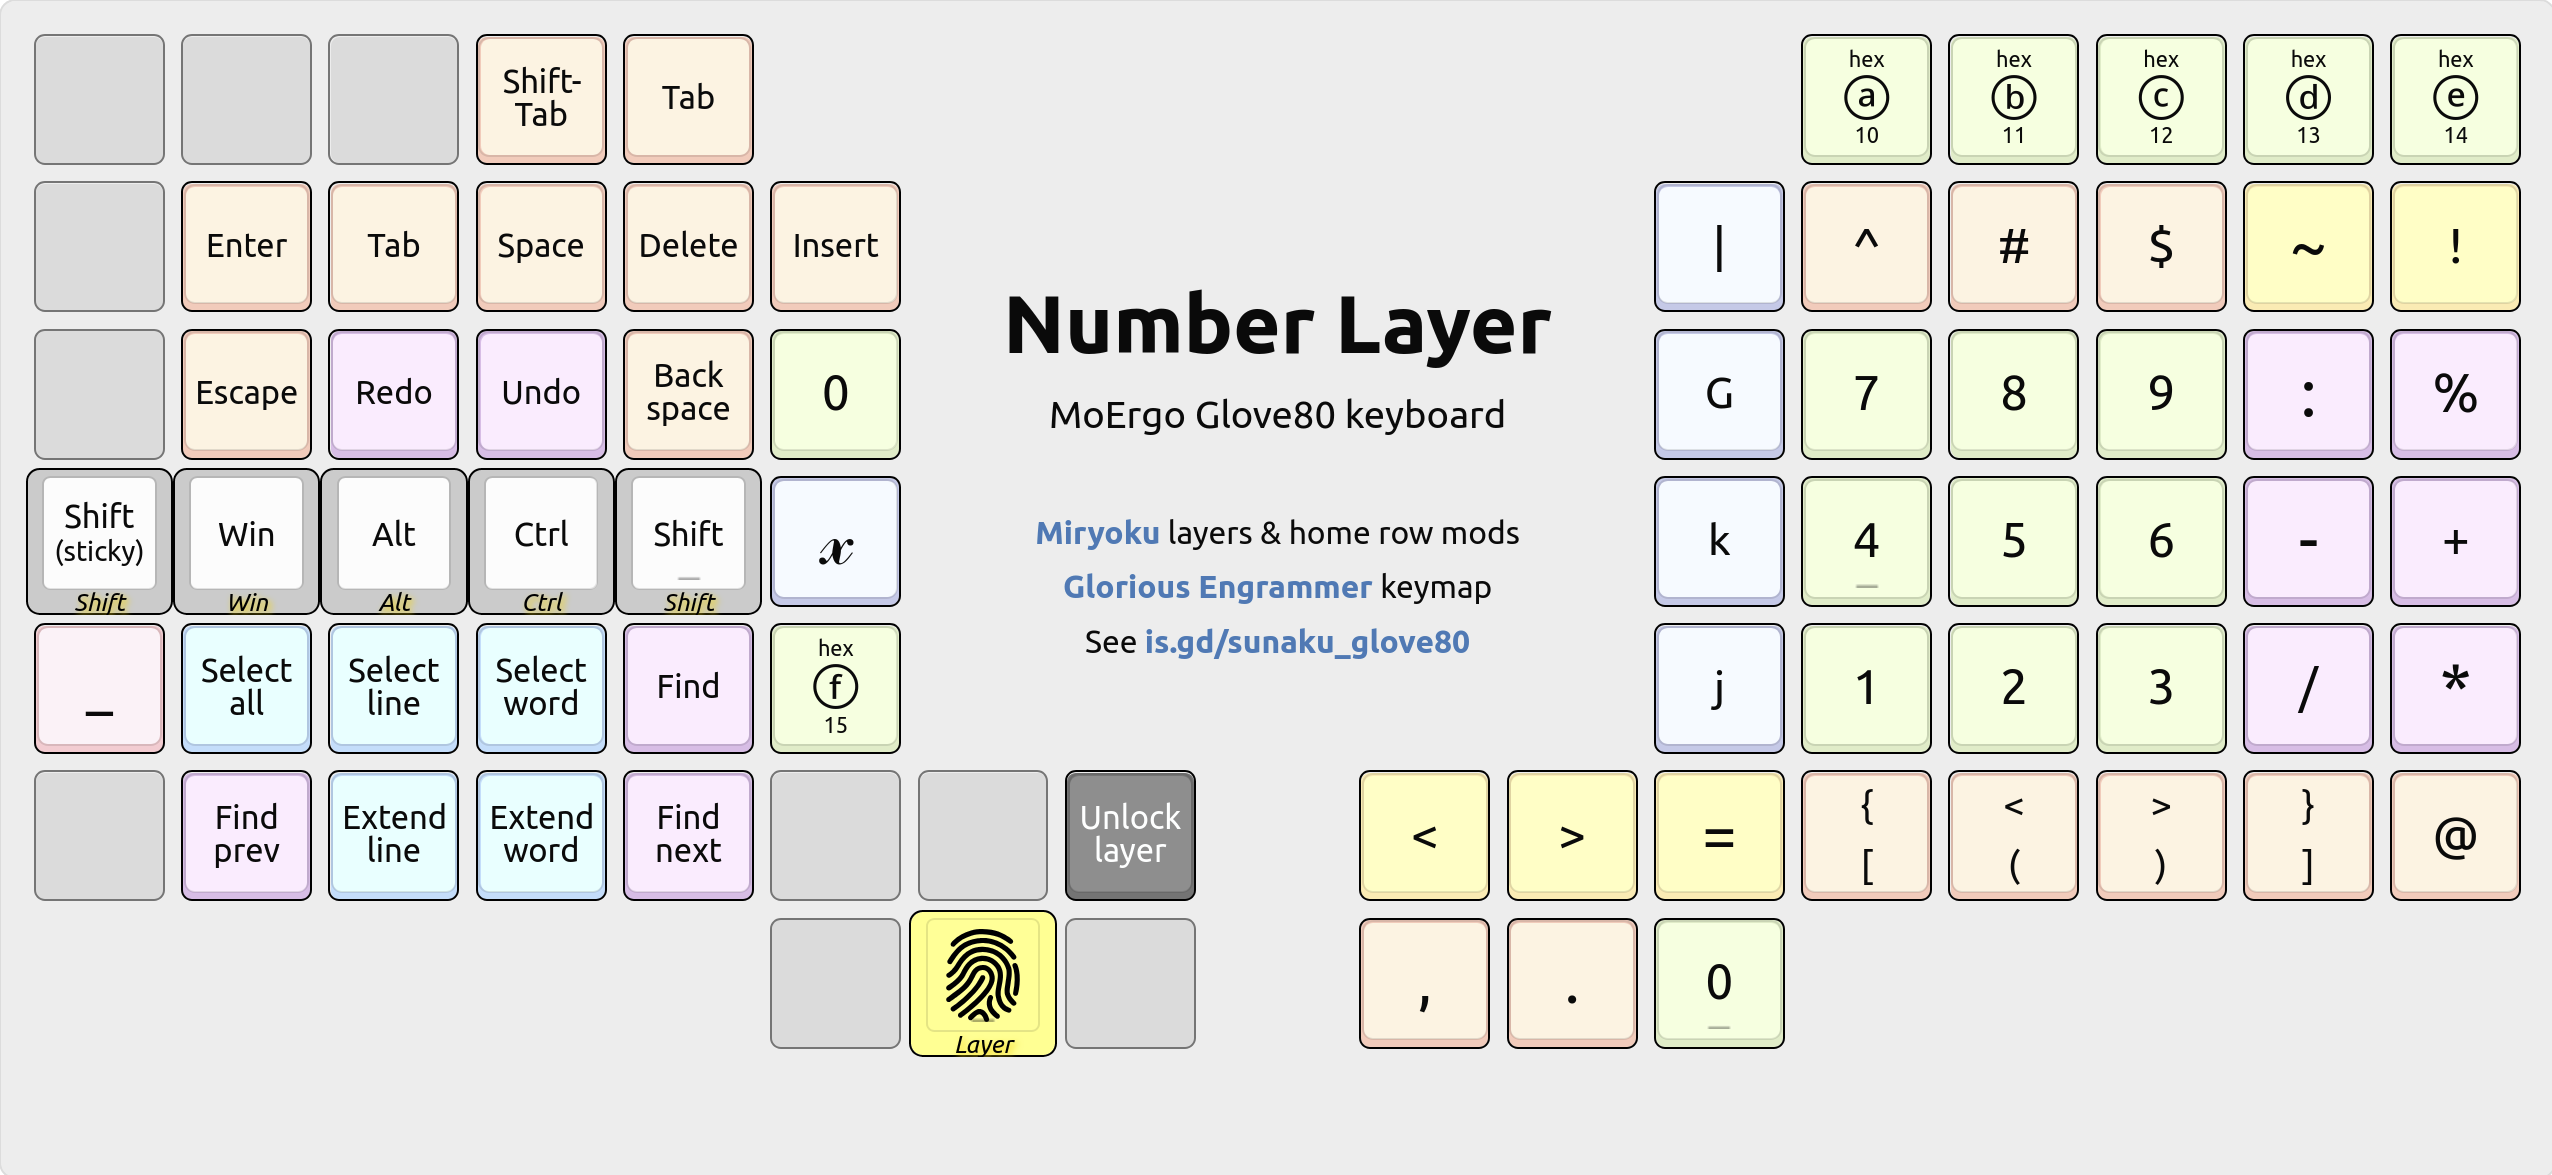 Shift-
Tab
Tab
hex
a
10
hex
b
11
hex
c
12
hex
d
13
hex
e
14
Enter
Tab
Space
Delete
Insert
|
^
#
$
~
!
Number Layer
MoErgo Glove80 keyboard
Escape
Redo
Undo
Back
space
0
G
7
8
9
:
%
Shift
(sticky)
Shift
Win
Win
Alt
Alt
Ctrl
Ctrl
Shift
_
Shift
x
Miryoku layers & home row mods
Glorious Engrammer keymap
See is.gd/sunaku_glove80
k
4
_
5
6
-
+
_
Select
all
Select
line
Select
word
Find
hex
f
15
j
1
2
3
/
*
Find
prev
Extend
line
Extend
word
Find
next
Unlock
layer
<
>
=
{
[
<
(
>
)
}
]
@
Layer
,
.
0
_